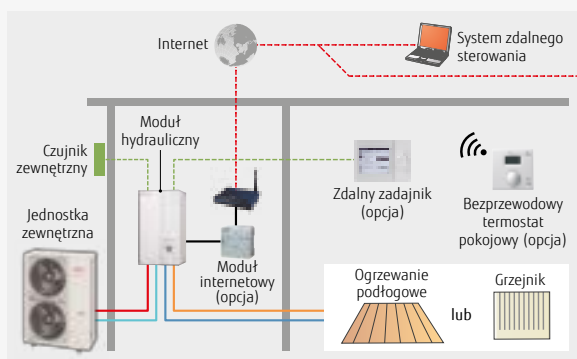 Internet
System zdalnego
sterowania
Moduł
hydrauliczny
Czujnik
zewnętrzny
Zdalny zadajnik
(opcja)
Bezprzewodowy
termostat
pokojowy (opcja)
Jednostka
zewnętrzna
Moduł
internetowy
(opcja)
Ogrzewanie
podłogowe
lub
Grzejnik